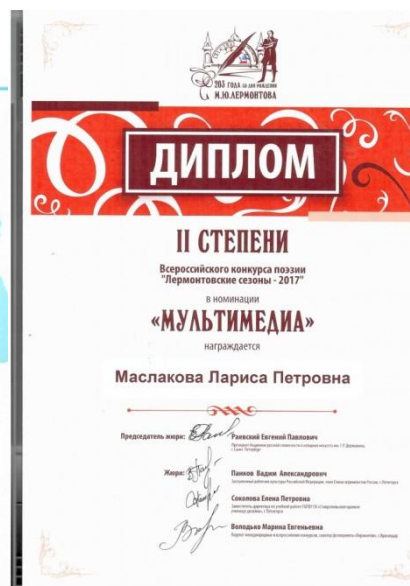 203 ГОДА СО ДНЯ РОЖДЕНИЯ
М.Ю.ЛЕРМОНТОВА
ДИПЛОМ
II СТЕПЕНИ
Всероссийского конкурса поэзии
"Лермонтовские сезоны - 2017"
в номинации
«МУЛЬТИМЕДИА»
награждается
Маслакова Лариса Петровна
Председатель жюри: Раевский Евгений Павлович
Жюри: Панков Вадим Александрович
Соколова Елена Петровна
Володько Марина Евгеньевна